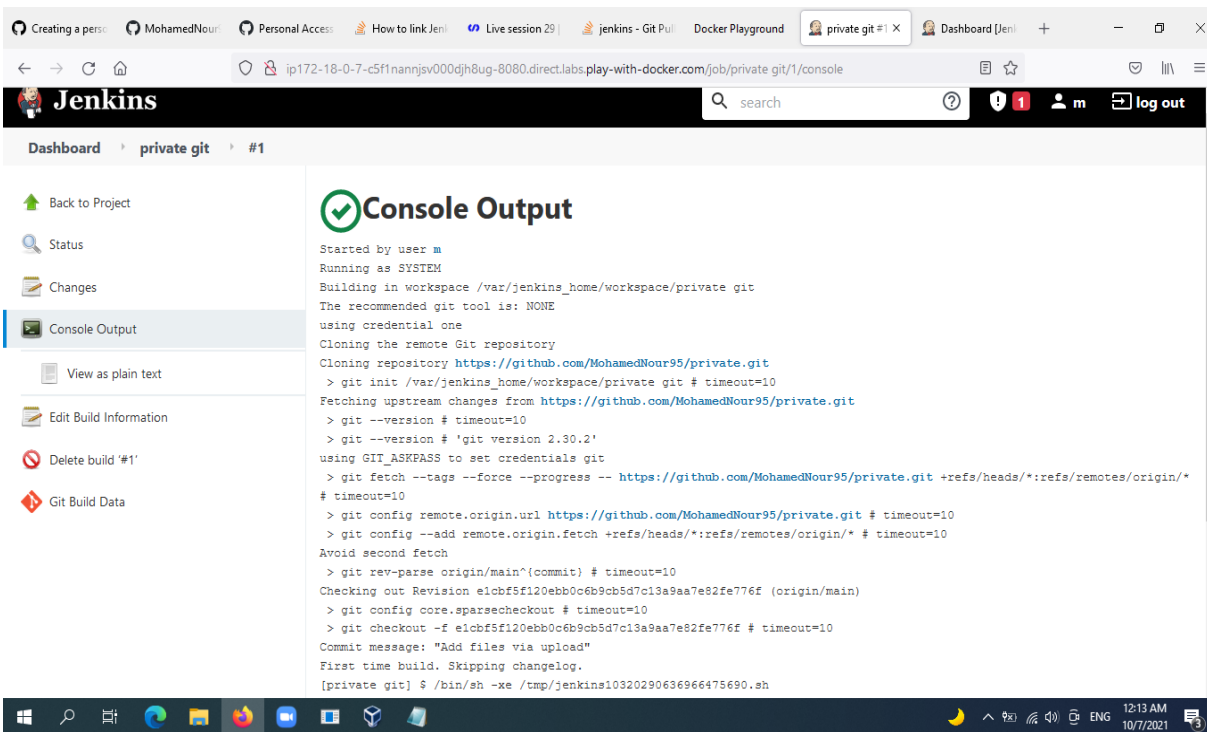 Creating a perso
MohamedNour
Personal Access
How to link Jenl
Live session 29 |
jenkins - Git Pul
Docker Playground
private git #1
Dashboard [Jenk
ip172-18-0-7-c5f1nannjsv000djh8ug-8080.direct.labs.play-with-docker.com/job/private git/1/console
Jenkins
search
1
m
log out
Dashboard
private git
#1
Back to Project
Status
Changes
Console Output
View as plain text
Edit Build Information
Delete build '#1'
Git Build Data
Console Output
Started by user m
Running as SYSTEM
Building in workspace /var/jenkins_home/workspace/private git
The recommended git tool is: NONE
using credential one
Cloning the remote Git repository
Cloning repository https://github.com/MohamedNour95/private.git
> git init /var/jenkins_home/workspace/private git # timeout=10
Fetching upstream changes from https://github.com/MohamedNour95/private.git
> git --version # timeout=10
> git --version # 'git version 2.30.2'
using GIT_ASKPASS to set credentials git
> git fetch --tags --force --progress -- https://github.com/MohamedNour95/private.git +refs/heads/*:refs/remotes/origin/*
# timeout=10
> git config remote.origin.url https://github.com/MohamedNour95/private.git # timeout=10
> git config --add remote.origin.fetch +refs/heads/*:refs/remotes/origin/* # timeout=10
Avoid second fetch
> git rev-parse origin/main^{commit} # timeout=10
Checking out Revision e1cbf5f120ebb0c6b9cb5d7c13a9aa7e82fe776f (origin/main)
> git config core.sparsecheckout # timeout=10
> git checkout -f e1cbf5f120ebb0c6b9cb5d7c13a9aa7e82fe776f # timeout=10
Commit message: "Add files via upload"
First time build. Skipping changelog.
[private git] $ /bin/sh -xe /tmp/jenkins10320290636966475690.sh
ENG
12:13 AM
10/7/2021
3